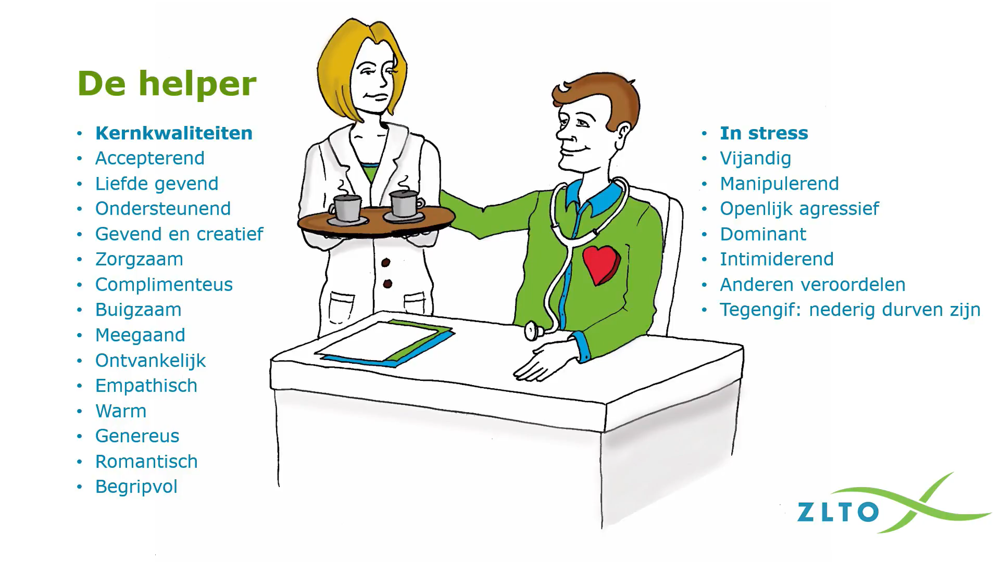 De helper
• Kernkwaliteiten
• Accepterend
• Liefde gevend
• Ondersteunend
• Gevend en creatief
• Zorgzaam
• Complimenteus
• Buigzaam
• Meegaand
• Ontvankelijk
• Empathisch
• Warm
• Genereus
• Romantisch
• Begripvol
• In stress
• Vijandig
• Manipulerend
• Openlijk agressief
• Dominant
• Intimiderend
• Anderen veroordelen
• Tegengif: nederig durven zijn
ZLTO